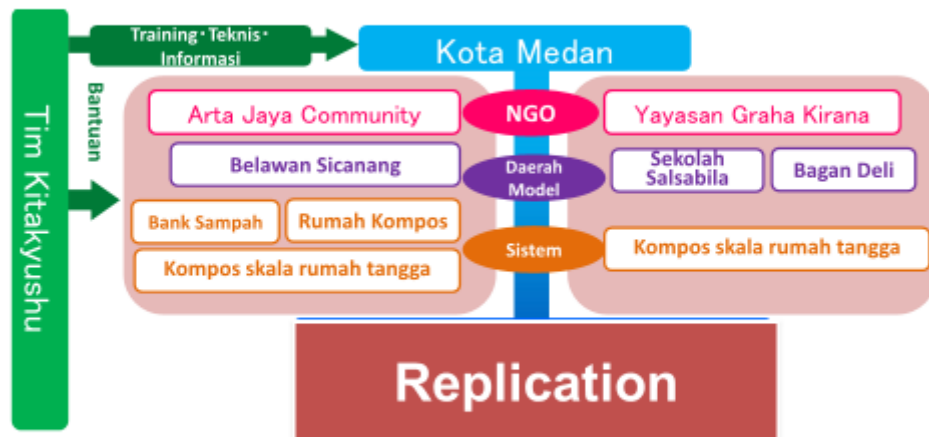 Tim Kitakyushu
Training・Teknis・
Informasi
Bantuan
Kota Medan
Arta Jaya Community
NGO
Yayasan Graha Kirana
Belawan Sicanang
Daerah
Model
Sekolah
Salsabila
Bagan Deli
Bank Sampah
Rumah Kompos
Kompos skala rumah tangga
Sistem
Kompos skala rumah tangga
Replication